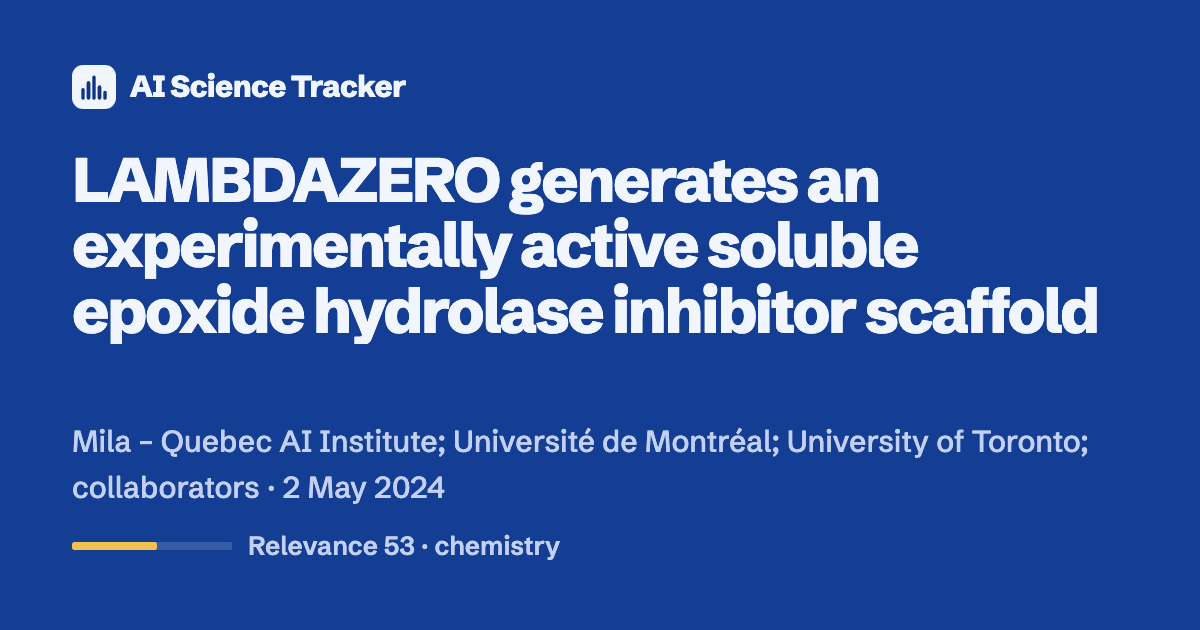 AI Science Tracker
LAMBDAZERO generates an
experimentally active soluble
epoxide hydrolase inhibitor scaffold
Mila – Quebec AI Institute; Université de Montréal; University of Toronto;
collaborators · 2 May 2024
Relevance 53 · chemistry